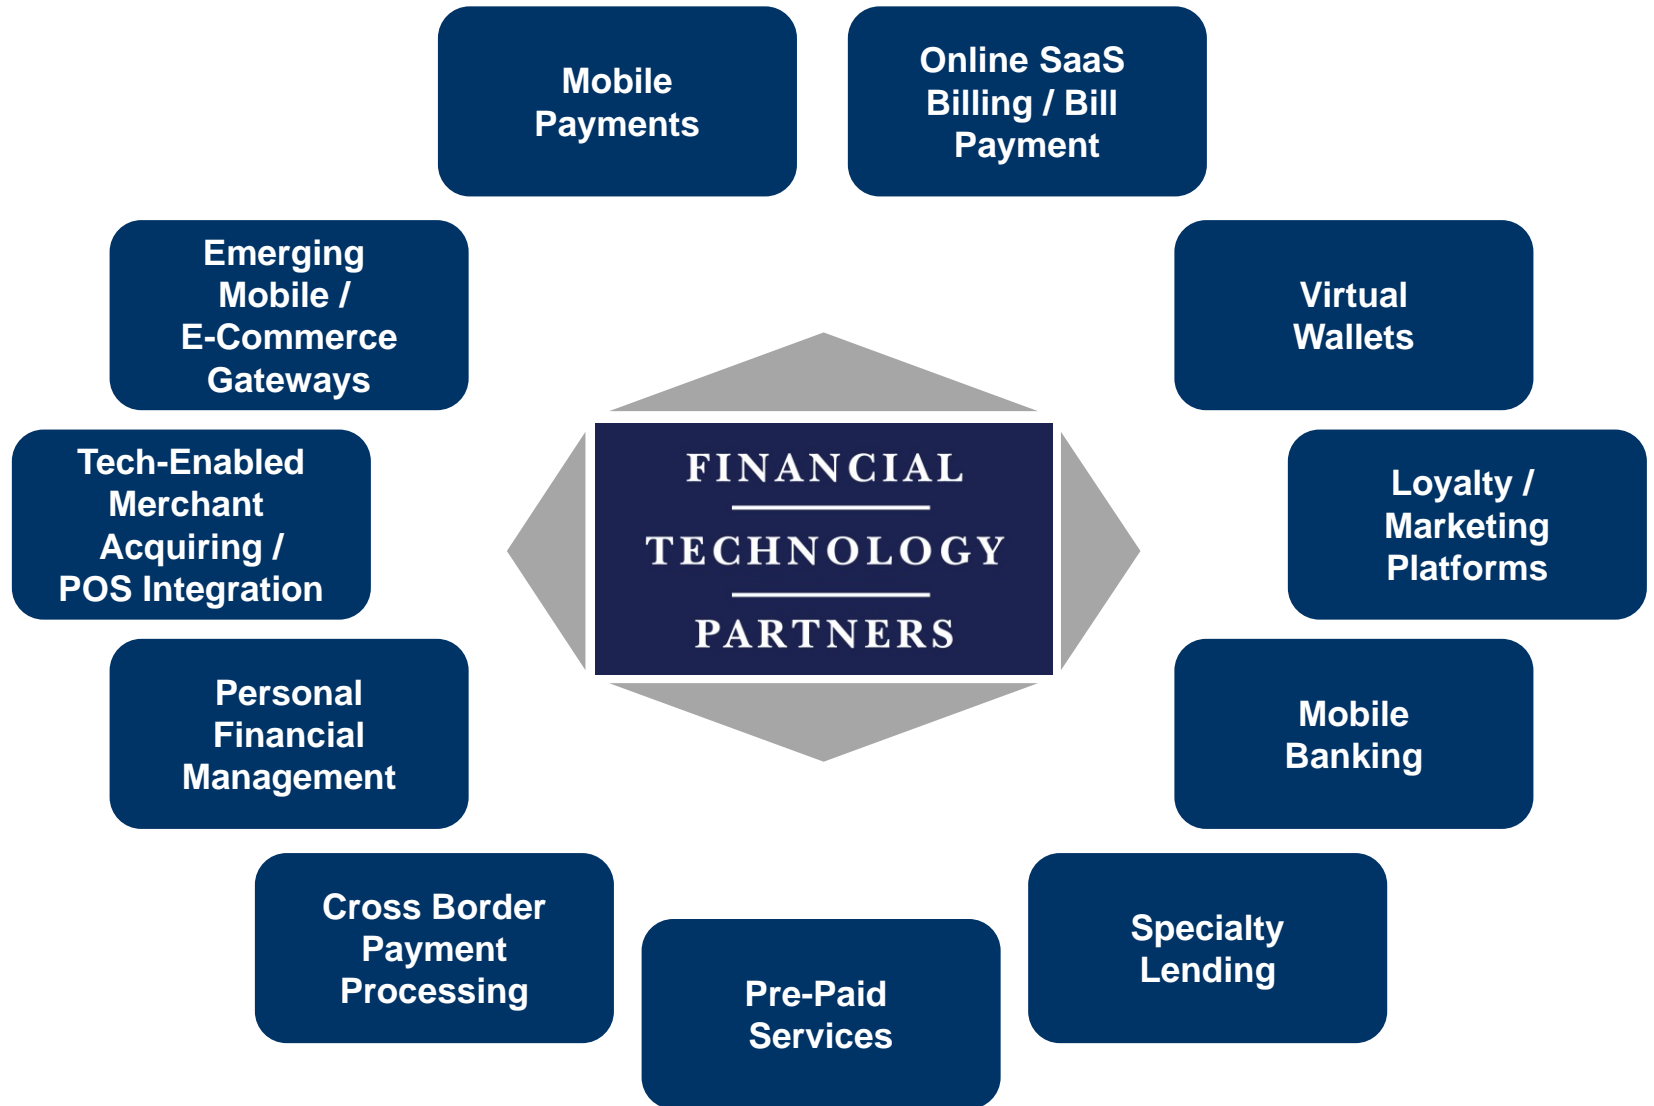 Mobile
Payments
Online SaaS
Billing / Bill
Payment
Emerging
Mobile /
E-Commerce
Gateways
Virtual
Wallets
Tech-Enabled
Merchant
Acquiring /
POS Integration
FINANCIAL
TECHNOLOGY
PARTNERS
Loyalty /
Marketing
Platforms
Personal
Financial
Management
Mobile
Banking
Cross Border
Payment
Processing
Pre-Paid
Services
Specialty
Lending